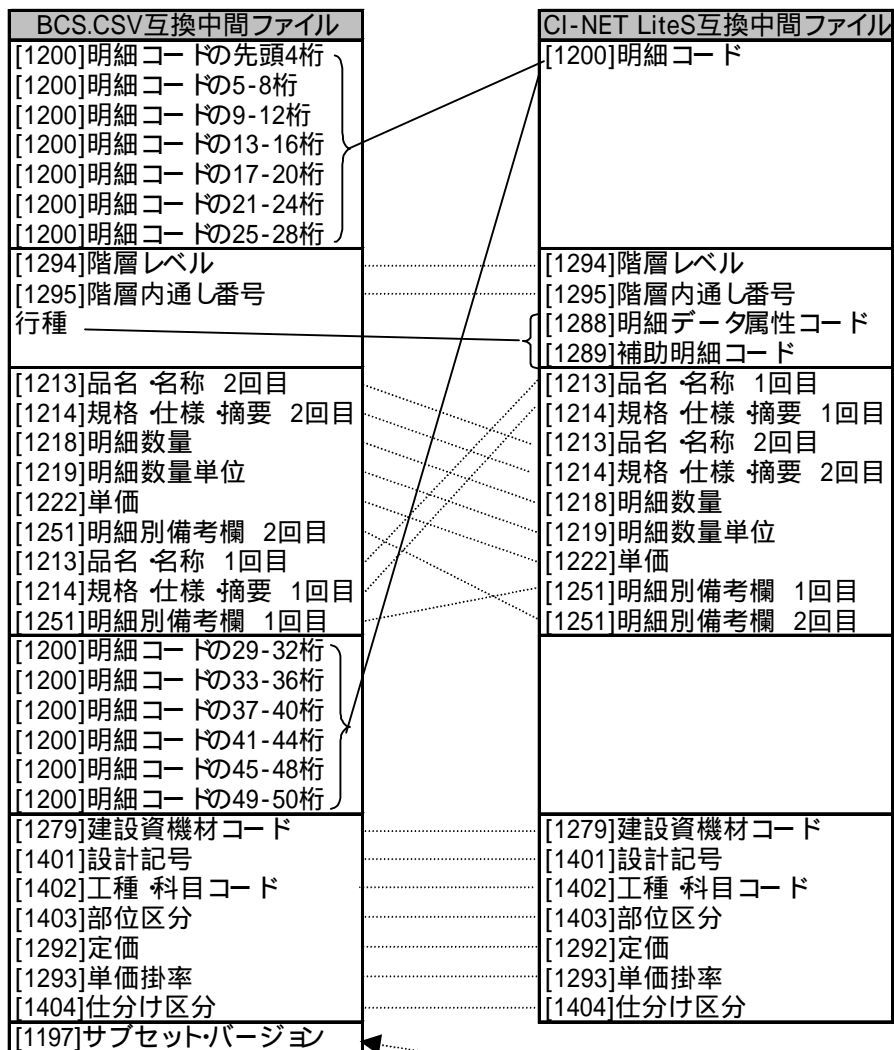 BCS.CSV互換中間ファイル
[1200]明細コードの先頭4桁
[1200]明細コードの5-8桁
[1200]明細コードの9-12桁
[1200]明細コードの13-16桁
[1200]明細コードの17-20桁
[1200]明細コードの21-24桁
[1200]明細コードの25-28桁
[1294]階層レベル
[1295]階層内通し番号
行種
[1213]品名・名称 2回目
[1214]規格・仕様・摘要 2回目
[1218]明細数量
[1219]明細数量単位
[1222]単価
[1251]明細別備考欄 2回目
[1213]品名・名称 1回目
[1214]規格・仕様・摘要 1回目
[1251]明細別備考欄 1回目
[1200]明細コードの29-32桁
[1200]明細コードの33-36桁
[1200]明細コードの37-40桁
[1200]明細コードの41-44桁
[1200]明細コードの45-48桁
[1200]明細コードの49-50桁
[1279]建設資機材コード
[1401]設計記号
[1402]工種・科目コード
[1403]部位区分
[1292]定価
[1293]単価掛率
[1404]仕分け区分
[1197]サブセット・バージョン
CI-NET LiteS互換中間ファイル
[1200]明細コード
[1294]階層レベル
[1295]階層内通し番号
[1288]明細データ属性コード
[1289]補助明細コード
[1213]品名・名称 1回目
[1214]規格・仕様・摘要 1回目
[1213]品名・名称 2回目
[1214]規格・仕様・摘要 2回目
[1218]明細数量
[1219]明細数量単位
[1222]単価
[1251]明細別備考欄 1回目
[1251]明細別備考欄 2回目
[1279]建設資機材コード
[1401]設計記号
[1402]工種・科目コード
[1403]部位区分
[1292]定価
[1293]単価掛率
[1404]仕分け区分